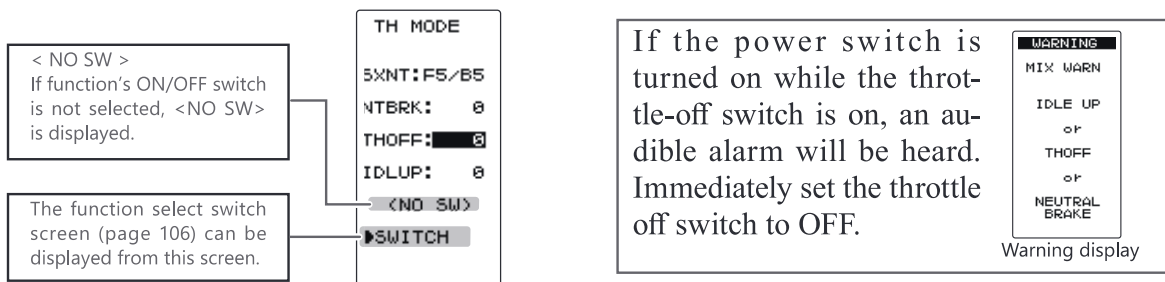 < NO SW >
If function's ON/OFF switch
is not selected, <NO SW>
is displayed.
The function select switch
screen (page 106) can be
displayed from this screen.
TH MODE
SXNT:F5/B5
NTBRK: 0
THOFF: 0
IDLUP: 0
<NO SW>
▶SWITCH
If the power switch is
turned on while the throt-
tle-off switch is on, an au-
dible alarm will be heard.
Immediately set the throttle
off switch to OFF.
WARNING
MIX WARN
IDLE UP
or
THOFF
or
NEUTRAL
BRAKE
Warning display